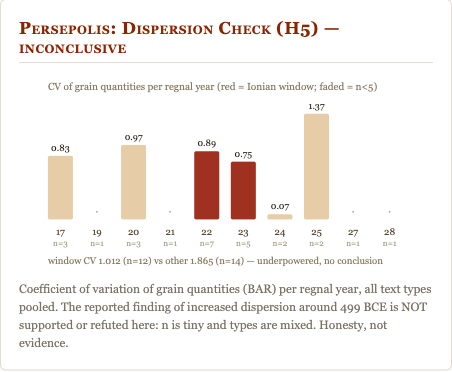 Persepolis: Dispersion Check (H5) —
inconclusive
CV of grain quantities per regnal year (red = Ionian window; faded = n<5)
0.83 . 0.97 . 0.89 0.75 0.07 1.37 . .
17 19 20 21 22 23 24 25 27 28
n=3 n=1 n=3 n=1 n=7 n=5 n=2 n=2 n=1 n=1
window CV 1.012 (n=12) vs other 1.865 (n=14) — underpowered, no conclusion
Coefficient of variation of grain quantities (BAR) per regnal year, all text types
pooled. The reported finding of increased dispersion around 499 BCE is NOT
supported or refuted here: n is tiny and types are mixed. Honesty, not
evidence.